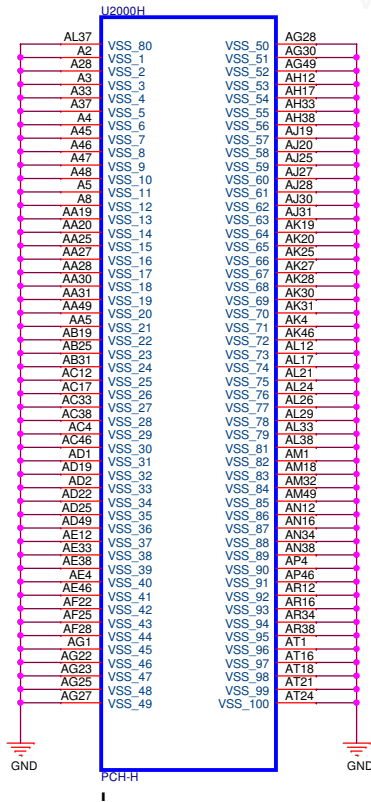 U2000H
AL37 VSS_80 VSS_50 AG28
A2 VSS_1 VSS_51 AG30
A28 VSS_2 VSS_52 AG49
A3 VSS_3 VSS_53 AH12
A33 VSS_4 VSS_54 AH17
A37 VSS_5 VSS_55 AH33
A4 VSS_6 VSS_56 AH38
A45 VSS_7 VSS_57 AJ19
A46 VSS_8 VSS_58 AJ20
A47 VSS_9 VSS_59 AJ25
A48 VSS_10 VSS_60 AJ27
A5 VSS_11 VSS_61 AJ28
A8 VSS_12 VSS_62 AJ30
AA19 VSS_13 VSS_63 AJ31
AA20 VSS_14 VSS_64 AK19
AA25 VSS_15 VSS_65 AK20
AA27 VSS_16 VSS_66 AK25
AA28 VSS_17 VSS_67 AK27
AA30 VSS_18 VSS_68 AK28
AA31 VSS_19 VSS_69 AK30
AA49 VSS_20 VSS_70 AK31
AA5 VSS_21 VSS_71 AK4
AB19 VSS_22 VSS_72 AK46
AB25 VSS_23 VSS_73 AL12
AB31 VSS_24 VSS_74 AL17
AC12 VSS_25 VSS_75 AL21
AC17 VSS_26 VSS_76 AL24
AC33 VSS_27 VSS_77 AL26
AC38 VSS_28 VSS_78 AL29
AC4 VSS_29 VSS_79 AL33
AC46 VSS_30 VSS_81 AL38
AD1 VSS_31 VSS_82 AM1
AD19 VSS_32 VSS_83 AM18
AD2 VSS_33 VSS_84 AM32
AD22 VSS_34 VSS_85 AM49
AD25 VSS_35 VSS_86 AN12
AD49 VSS_36 VSS_87 AN16
AE12 VSS_37 VSS_88 AN34
AE33 VSS_38 VSS_89 AN38
AE38 VSS_39 VSS_90 AP4
AE4 VSS_40 VSS_91 AP46
AE46 VSS_41 VSS_92 AR12
AF22 VSS_42 VSS_93 AR16
AF25 VSS_43 VSS_94 AR34
AF28 VSS_44 VSS_95 AR38
AG1 VSS_45 VSS_96 AT1
AG22 VSS_46 VSS_97 AT16
AG23 VSS_47 VSS_98 AT18
AG25 VSS_48 VSS_99 AT21
AG27 VSS_49 VSS_100 AT24
GND GND
PCH-H